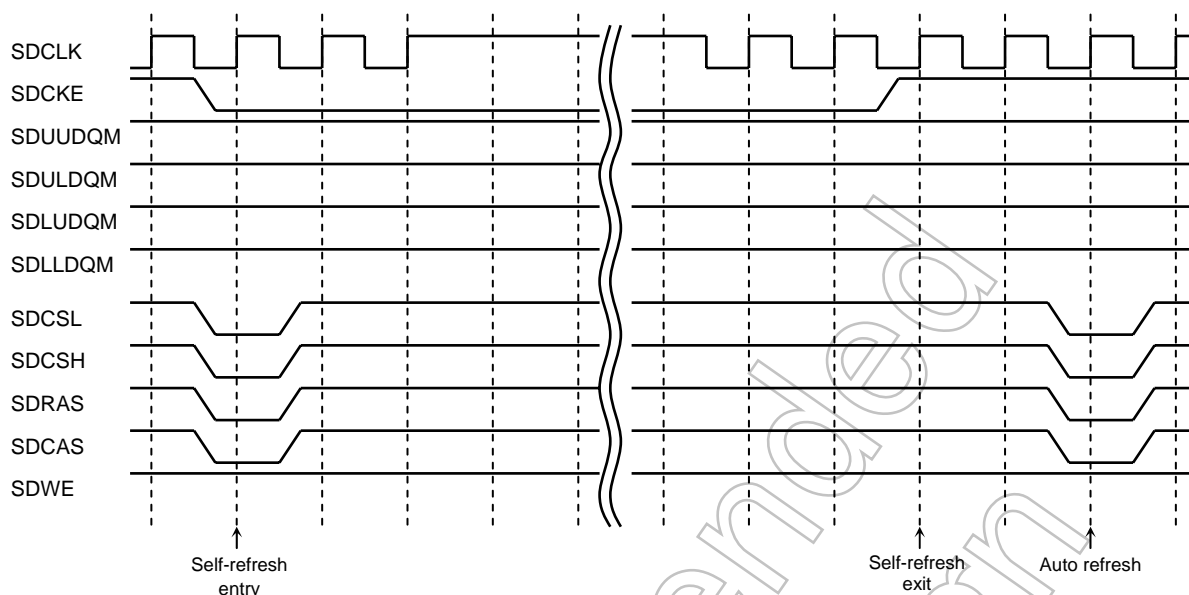 SDCLK
SDCKE
SDUUDQM
SDULDQM
SDLUDQM
SDLLDQM
SDCSL
SDCSH
SDRAS
SDCAS
SDWE
Self-refresh
entry
Self-refresh
exit
Auto refresh
ended